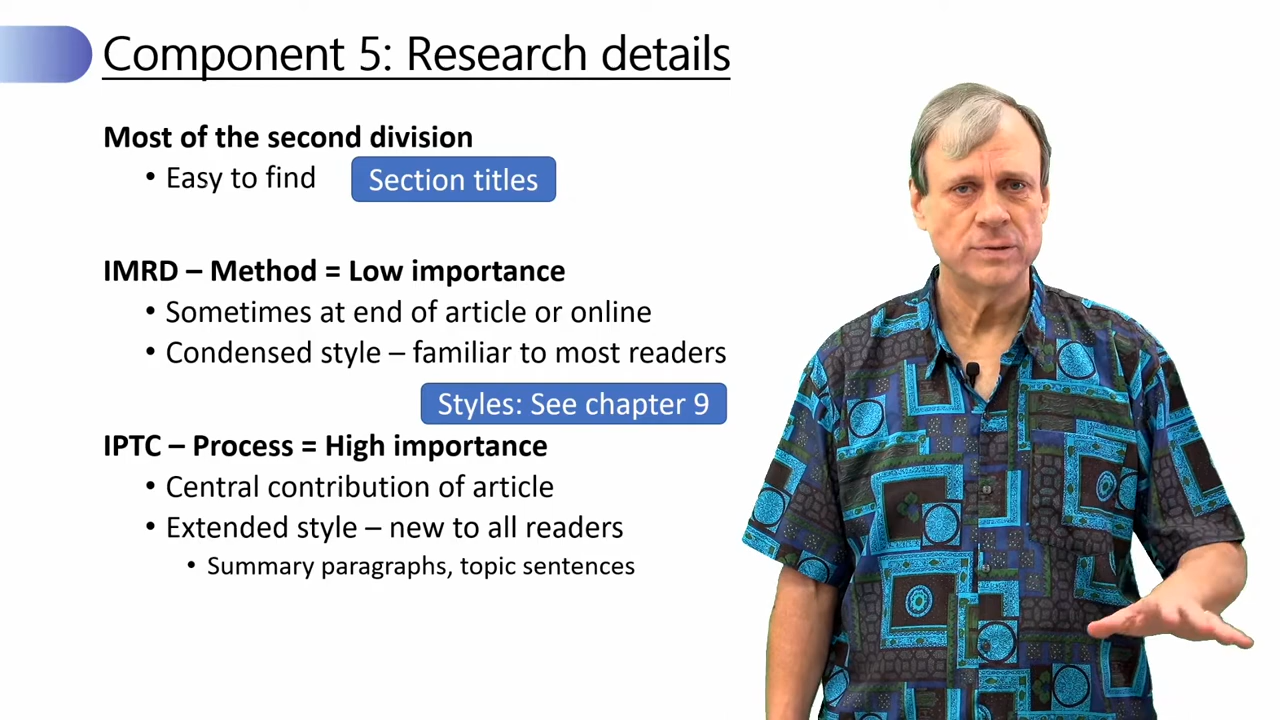 Component 5: Research details
Most of the second division
• Easy to find
Section titles
IMRD – Method = Low importance
• Sometimes at end of article or online
• Condensed style – familiar to most readers
Styles: See chapter 9
IPTC – Process = High importance
• Central contribution of article
• Extended style – new to all readers
• Summary paragraphs, topic sentences